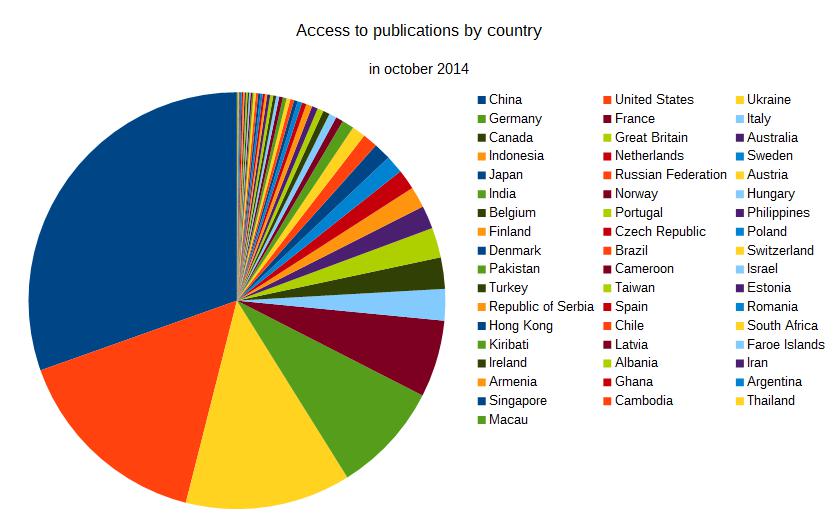 Access to publications by country
in october 2014
China United States Ukraine
Germany France Italy
Canada Great Britain Australia
Indonesia Netherlands Sweden
Japan Russian Federation Austria
India Norway Hungary
Belgium Portugal Philippines
Finland Czech Republic Poland
Denmark Brazil Switzerland
Pakistan Cameroon Israel
Turkey Taiwan Estonia
Republic of Serbia Spain Romania
Hong Kong Chile South Africa
Kiribati Latvia Faroe Islands
Ireland Albania Iran
Armenia Ghana Argentina
Singapore Cambodia Thailand
Macau